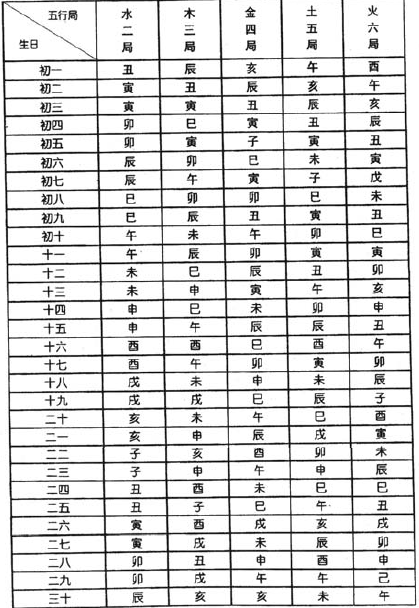 五行局 水二局 木三局 金四局 土五局 火六局
生日
初一 丑 辰 亥 午 酉
初二 寅 丑 辰 亥 午
初三 寅 寅 丑 辰 亥
初四 卯 巳 寅 丑 辰
初五 卯 寅 子 寅 丑
初六 辰 卯 巳 未 寅
初七 辰 午 寅 子 戌
初八 巳 卯 卯 巳 未
初九 巳 辰 丑 寅 丑
初十 午 未 午 卯 巳
十一 午 辰 卯 寅 寅
十二 未 巳 辰 丑 卯
十三 未 申 寅 午 亥
十四 申 巳 未 卯 申
十五 申 午 辰 辰 丑
十六 酉 酉 巳 酉 午
十七 酉 午 卯 寅 卯
十八 戌 未 申 未 辰
十九 戌 戌 巳 辰 子
二十 亥 未 午 巳 酉
二一 亥 申 辰 戌 寅
二二 子 亥 酉 卯 未
二三 子 申 午 申 辰
二四 丑 酉 未 巳 巳
二五 丑 子 巳 午 丑
二六 寅 酉 戌 亥 戌
二七 寅 戌 未 辰 卯
二八 卯 丑 申 酉 申
二九 卯 戌 午 午 己
三十 辰 亥 亥 未 午